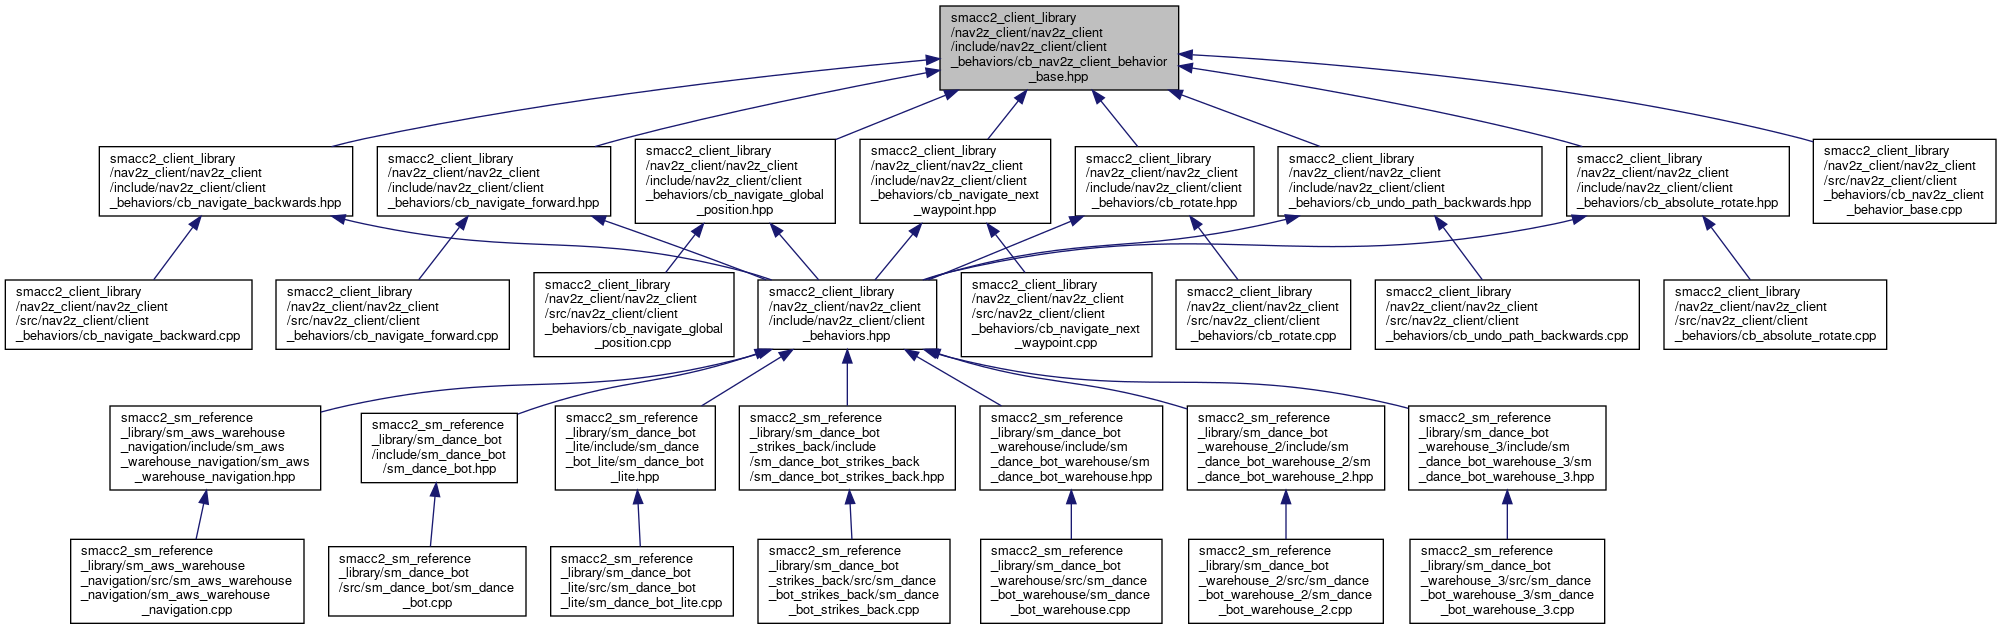 smacc2_client_library
/nav2z_client/nav2z_client
/include/nav2z_client/client
_behaviors/cb_nav2z_client_behavior
_base.hpp
smacc2_client_library
/nav2z_client/nav2z_client
/include/nav2z_client/client
_behaviors/cb_navigate_backwards.hpp
smacc2_client_library
/nav2z_client/nav2z_client
/include/nav2z_client/client
_behaviors/cb_navigate_forward.hpp
smacc2_client_library
/nav2z_client/nav2z_client
/include/nav2z_client/client
_behaviors/cb_navigate_global
_position.hpp
smacc2_client_library
/nav2z_client/nav2z_client
/include/nav2z_client/client
_behaviors/cb_navigate_next
_waypoint.hpp
smacc2_client_library
/nav2z_client/nav2z_client
/include/nav2z_client/client
_behaviors/cb_rotate.hpp
smacc2_client_library
/nav2z_client/nav2z_client
/include/nav2z_client/client
_behaviors/cb_undo_path_backwards.hpp
smacc2_client_library
/nav2z_client/nav2z_client
/include/nav2z_client/client
_behaviors/cb_absolute_rotate.hpp
smacc2_client_library
/nav2z_client/nav2z_client
/src/nav2z_client/client
_behaviors/cb_nav2z_client
_behavior_base.cpp
smacc2_client_library
/nav2z_client/nav2z_client
/src/nav2z_client/client
_behaviors/cb_navigate_backward.cpp
smacc2_client_library
/nav2z_client/nav2z_client
/src/nav2z_client/client
_behaviors/cb_navigate_forward.cpp
smacc2_client_library
/nav2z_client/nav2z_client
/src/nav2z_client/client
_behaviors/cb_navigate_global
_position.cpp
smacc2_client_library
/nav2z_client/nav2z_client
/include/nav2z_client/client
_behaviors.hpp
smacc2_client_library
/nav2z_client/nav2z_client
/src/nav2z_client/client
_behaviors/cb_navigate_next
_waypoint.cpp
smacc2_client_library
/nav2z_client/nav2z_client
/src/nav2z_client/client
_behaviors/cb_rotate.cpp
smacc2_client_library
/nav2z_client/nav2z_client
/src/nav2z_client/client
_behaviors/cb_undo_path_backwards.cpp
smacc2_client_library
/nav2z_client/nav2z_client
/src/nav2z_client/client
_behaviors/cb_absolute_rotate.cpp
smacc2_sm_reference
_library/sm_aws_warehouse
_navigation/include/sm_aws
_warehouse_navigation/sm_aws
_warehouse_navigation.hpp
smacc2_sm_reference
_library/sm_dance_bot
/include/sm_dance_bot
/sm_dance_bot.hpp
smacc2_sm_reference
_library/sm_dance_bot
_lite/include/sm_dance
_bot_lite/sm_dance_bot
_lite.hpp
smacc2_sm_reference
_library/sm_dance_bot
_strikes_back/include
/sm_dance_bot_strikes_back
/sm_dance_bot_strikes_back.hpp
smacc2_sm_reference
_library/sm_dance_bot
_warehouse/include/sm
_dance_bot_warehouse/sm
_dance_bot_warehouse.hpp
smacc2_sm_reference
_library/sm_dance_bot
_warehouse_2/include/sm
_dance_bot_warehouse_2/sm
_dance_bot_warehouse_2.hpp
smacc2_sm_reference
_library/sm_dance_bot
_warehouse_3/include/sm
_dance_bot_warehouse_3/sm
_dance_bot_warehouse_3.hpp
smacc2_sm_reference
_library/sm_aws_warehouse
_navigation/src/sm_aws_warehouse
_navigation/sm_aws_warehouse
_navigation.cpp
smacc2_sm_reference
_library/sm_dance_bot
/src/sm_dance_bot/sm_dance
_bot.cpp
smacc2_sm_reference
_library/sm_dance_bot
_lite/src/sm_dance_bot
_lite/sm_dance_bot_lite.cpp
smacc2_sm_reference
_library/sm_dance_bot
_strikes_back/src/sm_dance
_bot_strikes_back/sm_dance
_bot_strikes_back.cpp
smacc2_sm_reference
_library/sm_dance_bot
_warehouse/src/sm_dance
_bot_warehouse/sm_dance
_bot_warehouse.cpp
smacc2_sm_reference
_library/sm_dance_bot
_warehouse_2/src/sm_dance
_bot_warehouse_2/sm_dance
_bot_warehouse_2.cpp
smacc2_sm_reference
_library/sm_dance_bot
_warehouse_3/src/sm_dance
_bot_warehouse_3/sm_dance
_bot_warehouse_3.cpp